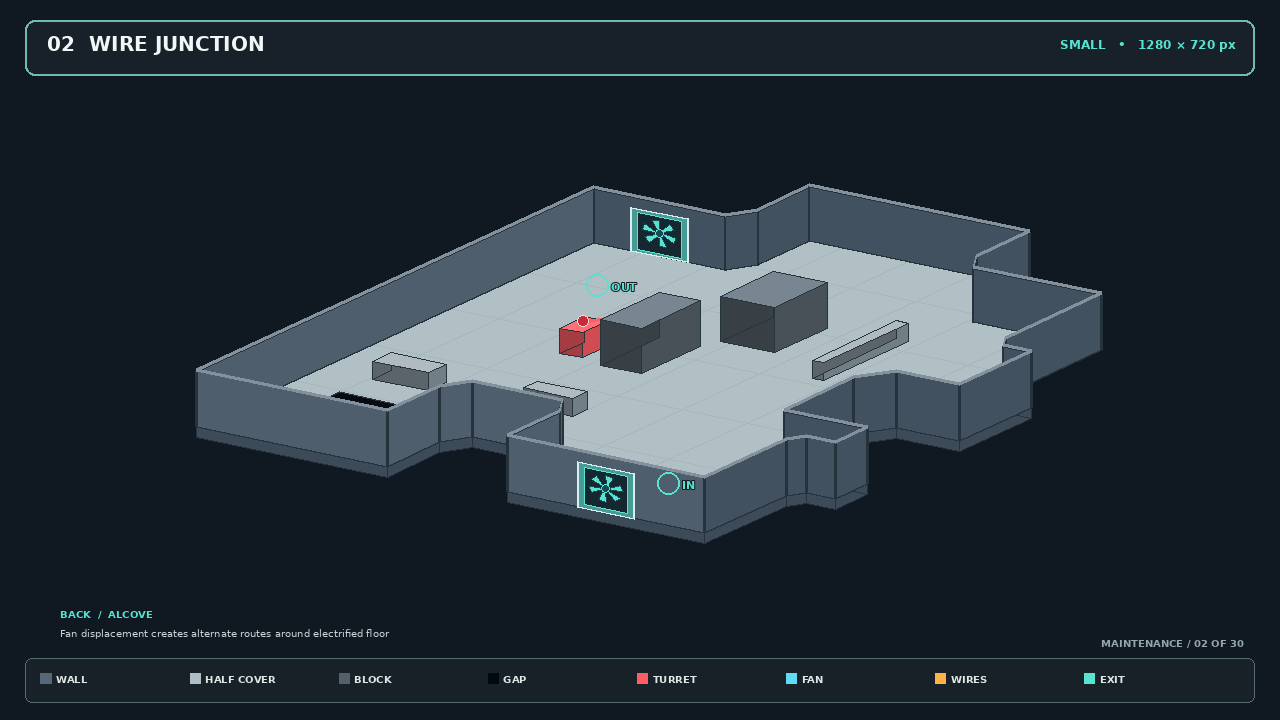 02 WIRE JUNCTION
SMALL • 1280 × 720 px
OUT
IN
BACK / ALCOVE
Fan displacement creates alternate routes around electrified floor
MAINTENANCE / 02 OF 30
WALL HALF COVER BLOCK GAP TURRET FAN WIRES EXIT